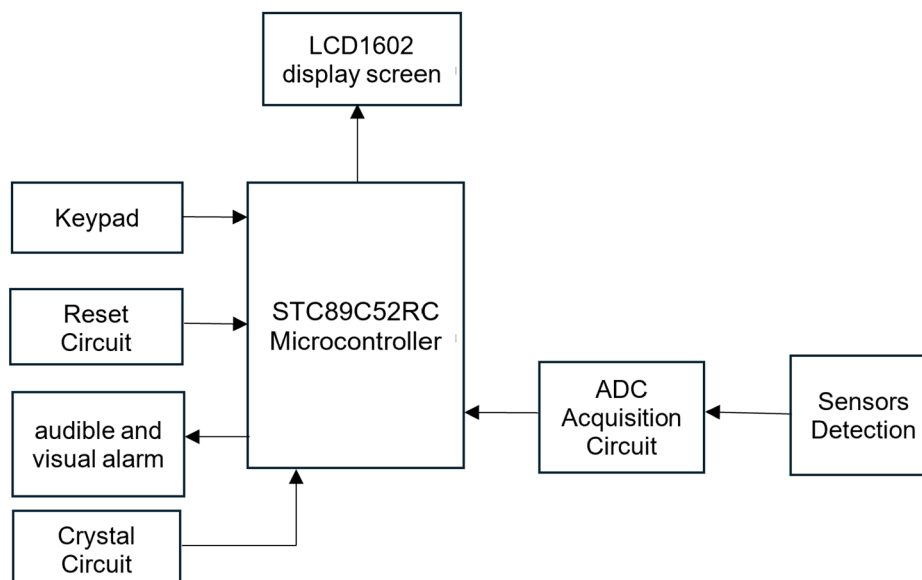 LCD1602
display screen
Keypad
Reset
Circuit
STC89C52RC
Microcontroller
audible and
visual alarm
ADC
Acquisition
Circuit
Sensors
Detection
Crystal
Circuit